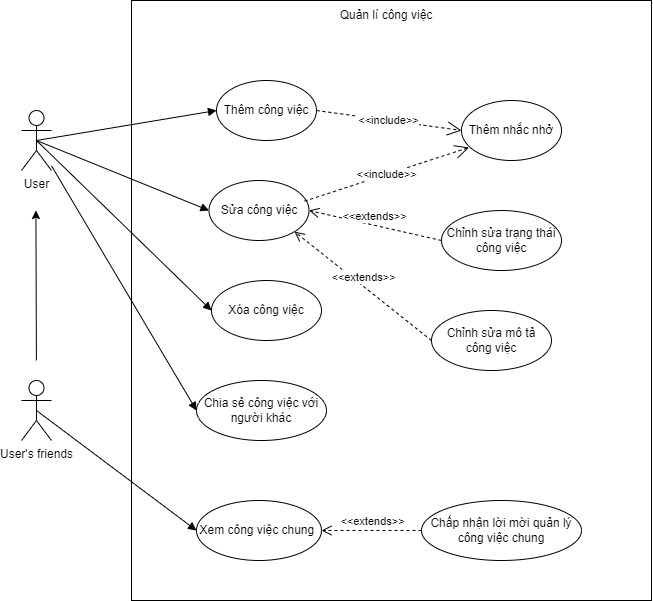 Quản lí công việc
Thêm công việc
<<include>>
Thêm nhắc nhở
User
<<include>>
Sửa công việc
<<extends>>
Chỉnh sửa trạng thái
công việc
<<extends>>
Xóa công việc
Chỉnh sửa mô tả
công việc
Chia sẻ công việc với
người khác
User's friends
Xem công việc chung
<<extends>>
Chấp nhận lời mời quản lý
công việc chung